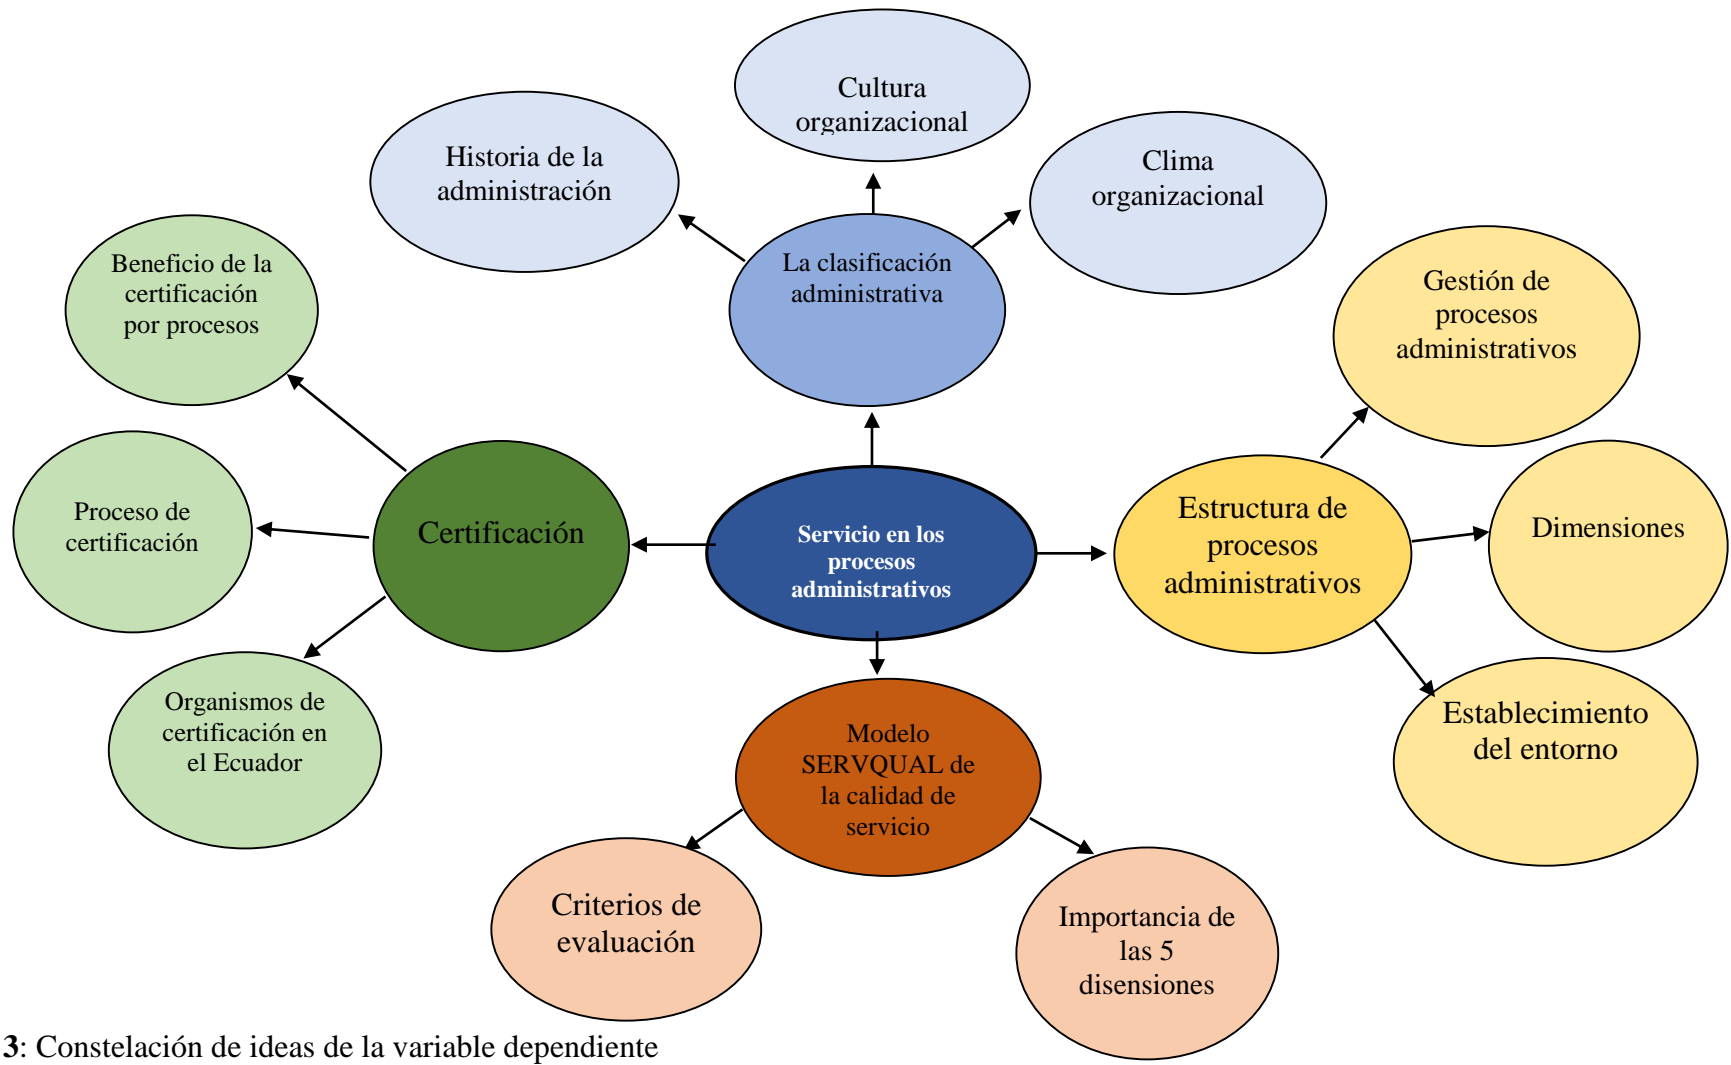 Cultura
organizacional
Historia de la
administración
Clima
organizacional
La clasificación
administrativa
Beneficio de la
certificación
por procesos
Gestión de
procesos
administrativos
Proceso de
certificación
Certificación
Servicio en los
procesos
administrativos
Estructura de
procesos
administrativos
Dimensiones
Organismos de
certificación en
el Ecuador
Modelo
SERVQUAL de
la calidad de
servicio
Establecimiento
del entorno
Criterios de
evaluación
Importancia de
las 5
disensiones
3: Constelación de ideas de la variable dependiente